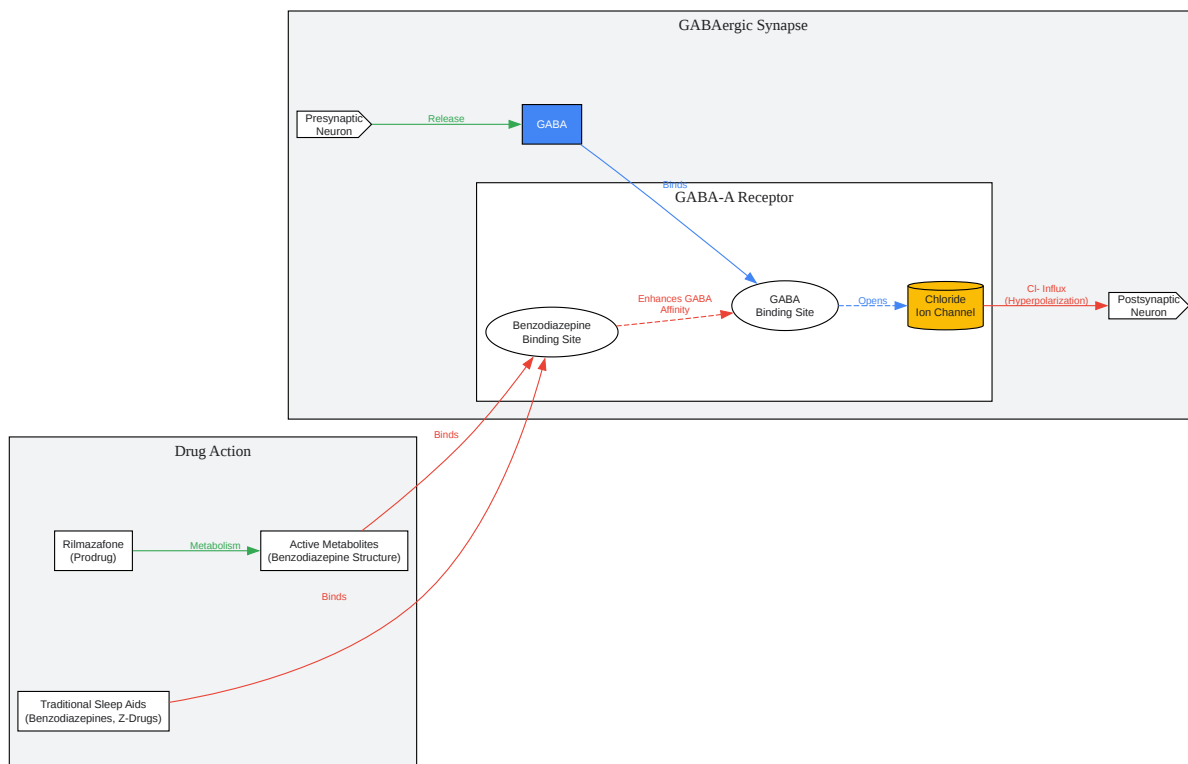 GABAergic Synapse
Presynaptic
Neuron
Release
GABA
Binds
GABA-A Receptor
Enhances GABA
Affinity
GABA
Binding Site
Opens
Chloride
Ion Channel
Cl- Influx
(Hyperpolarization)
Postsynaptic
Neuron
Benzodiazepine
Binding Site
Binds
Drug Action
Rilmazafone
(Prodrug)
Metabolism
Active Metabolites
(Benzodiazepine Structure)
Binds
Traditional Sleep Aids
(Benzodiazepines, Z-Drugs)